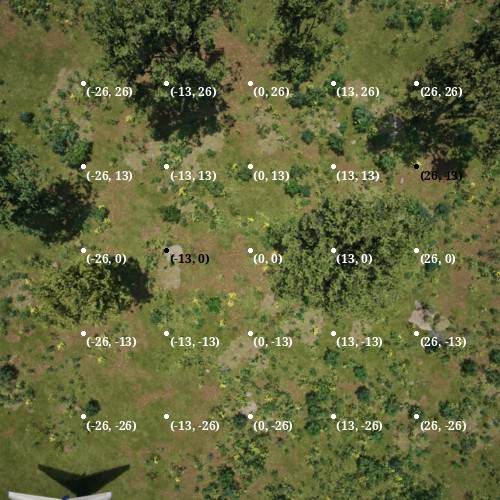 (-26, 26) (-13, 26) (0, 26) (13, 26) (26, 26)
(-26, 13) (-13, 13) (0, 13) (13, 13) (26, 13)
(-26, 0) (-13, 0) (0, 0) (13, 0) (26, 0)
(-26, -13) (-13, -13) (0, -13) (13, -13) (26, -13)
(-26, -26) (-13, -26) (0, -26) (13, -26) (26, -26)